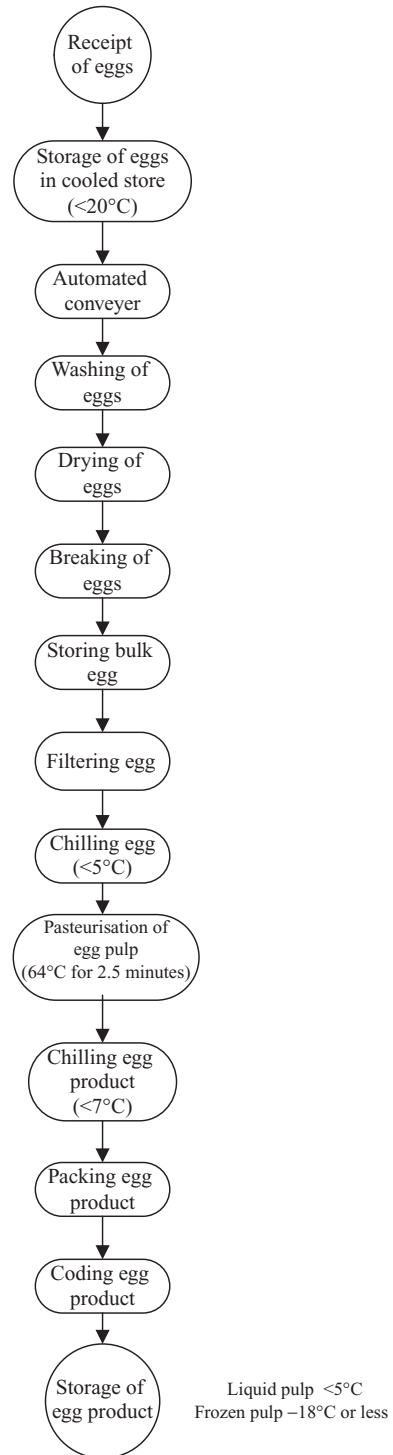 Receipt
of eggs
Storage of eggs
in cooled store
(<20°C)
Automated
conveyer
Washing of
eggs
Drying of
eggs
Breaking of
eggs
Storing bulk
egg
Filtering egg
Chilling egg
(<5°C)
Pasteurisation of
egg pulp
(64°C for 2.5 minutes)
Chilling egg
product
(<7°C)
Packing egg
product
Coding egg
product
Storage of
egg product
Liquid pulp <5°C
Frozen pulp −18°C or less